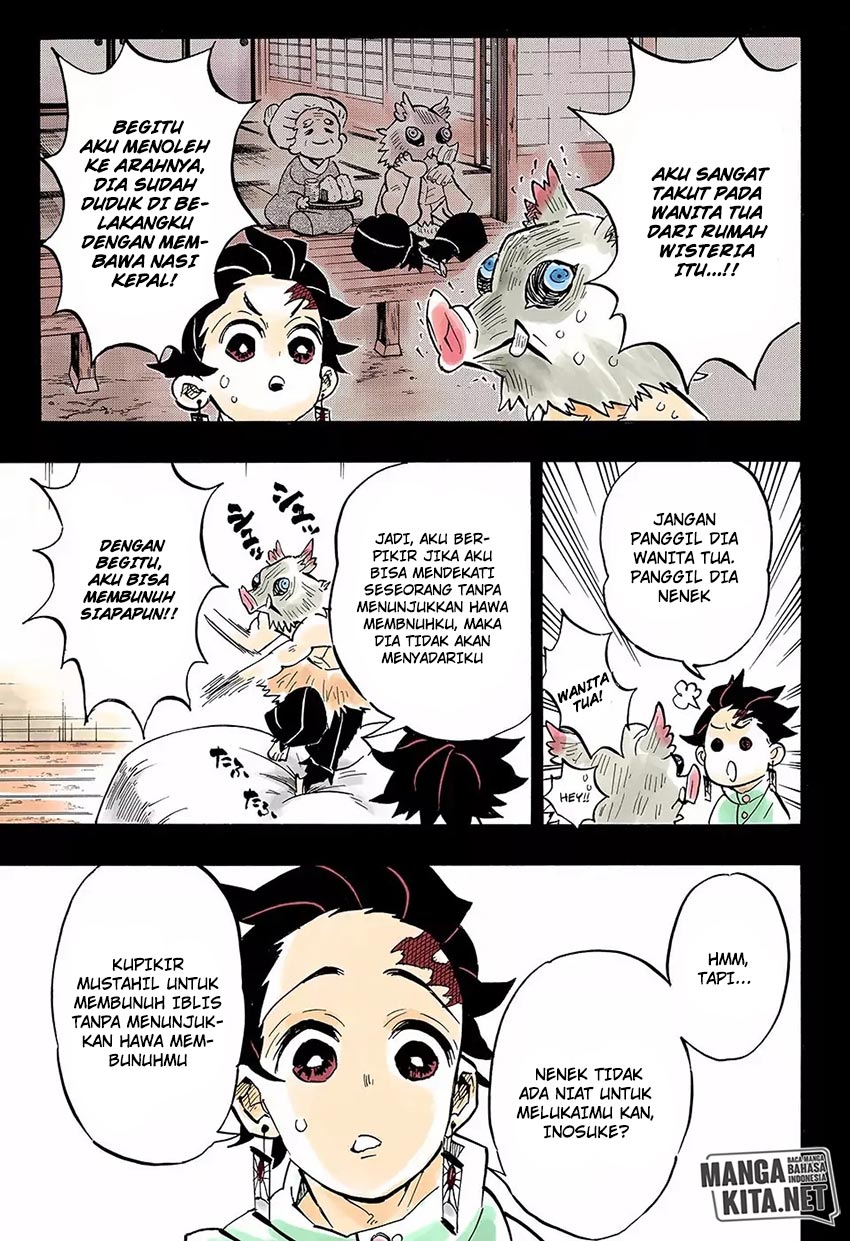 AKU SANGAT
TAKUT PADA
WANITA TUA
DARI RUMAH
WISTERIA
ITU...!!
BEGITU
AKU MENOLEH
KE ARAHNYA,
DIA SUDAH
DUDUK DI BE-
LAKANGKU
DENGAN MEM-
BAWA NASI
KEPAL!
JANGAN
PANGGIL DIA
WANITA TUA.
PANGGIL DIA
NENEK
WANITA
TUA!
HEY!!
JADI, AKU BER-
PIKIR JIKA AKU
BISA MENDEKATI
SESEORANG TANPA
MENUNJUKKAN HAWA
MEMBNUHKU, MAKA
DIA TIDAK AKAN
MENYADARIKU
DENGAN
BEGITU,
AKU BISA
MEMBUNUH
SIAPAPUN!!
HMM,
TAPI...
NENEK TIDAK
ADA NIAT UNTUK
MELUKAIMU KAN,
INOSUKE?
KUPIKIR
MUSTAHIL UNTUK
MEMBUNUH IBLIS
TANPA MENUNJUK-
KAN HAWA MEM-
BUNUHMU
MANGA
KITA.NET
BACA MANGA
BAHASA
INDONESIA